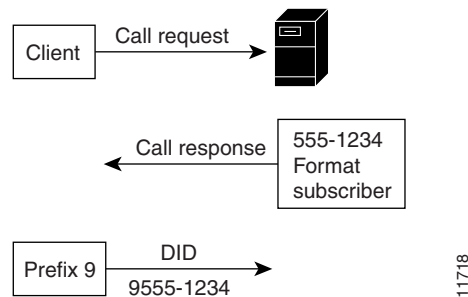 Client
Call request
Call response
555-1234
Format
subscriber
Prefix 9
DID
9555-1234
11718